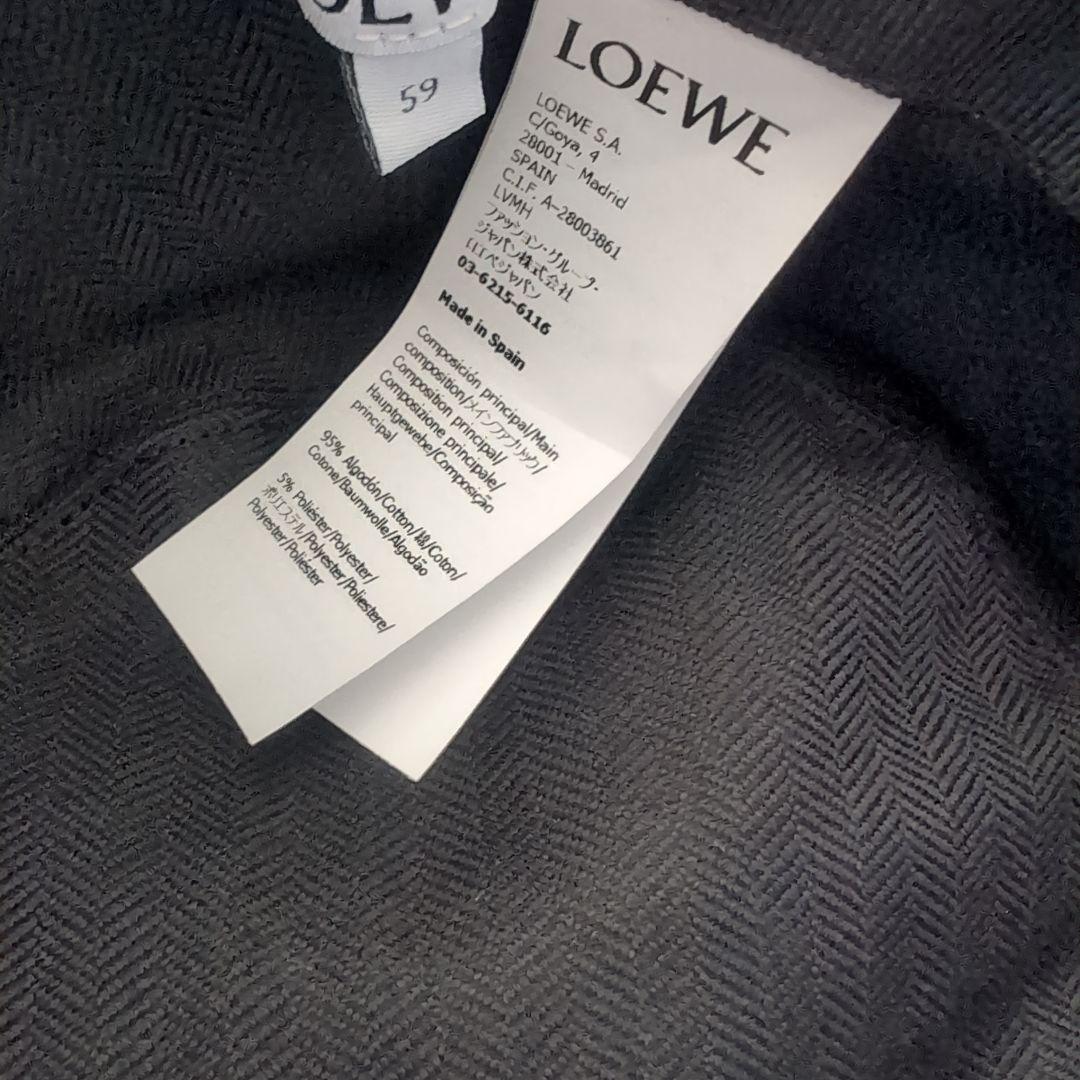 59
LOEWE
LOEWE S.A.
C/Goya, 4
28001 - Madrid
SPAIN
C.I.F. A-28003861
LVMH
ファッション・グループ・
ジャパン株式会社
ロエベジャパン
03-6215-6116
Made in Spain
Composición principal/Main
composition/メインファブリック/
Composition principal/
Composizione principale/
Hauptgewebe/Composição
principal
95% Algodón/Cotton/綿/Coton/
Cotone/Baumwolle/Algodão
5% Poliéster/Polyester/
ポリエステル/Polyester/Poliestere/
Polyester/Poliéster